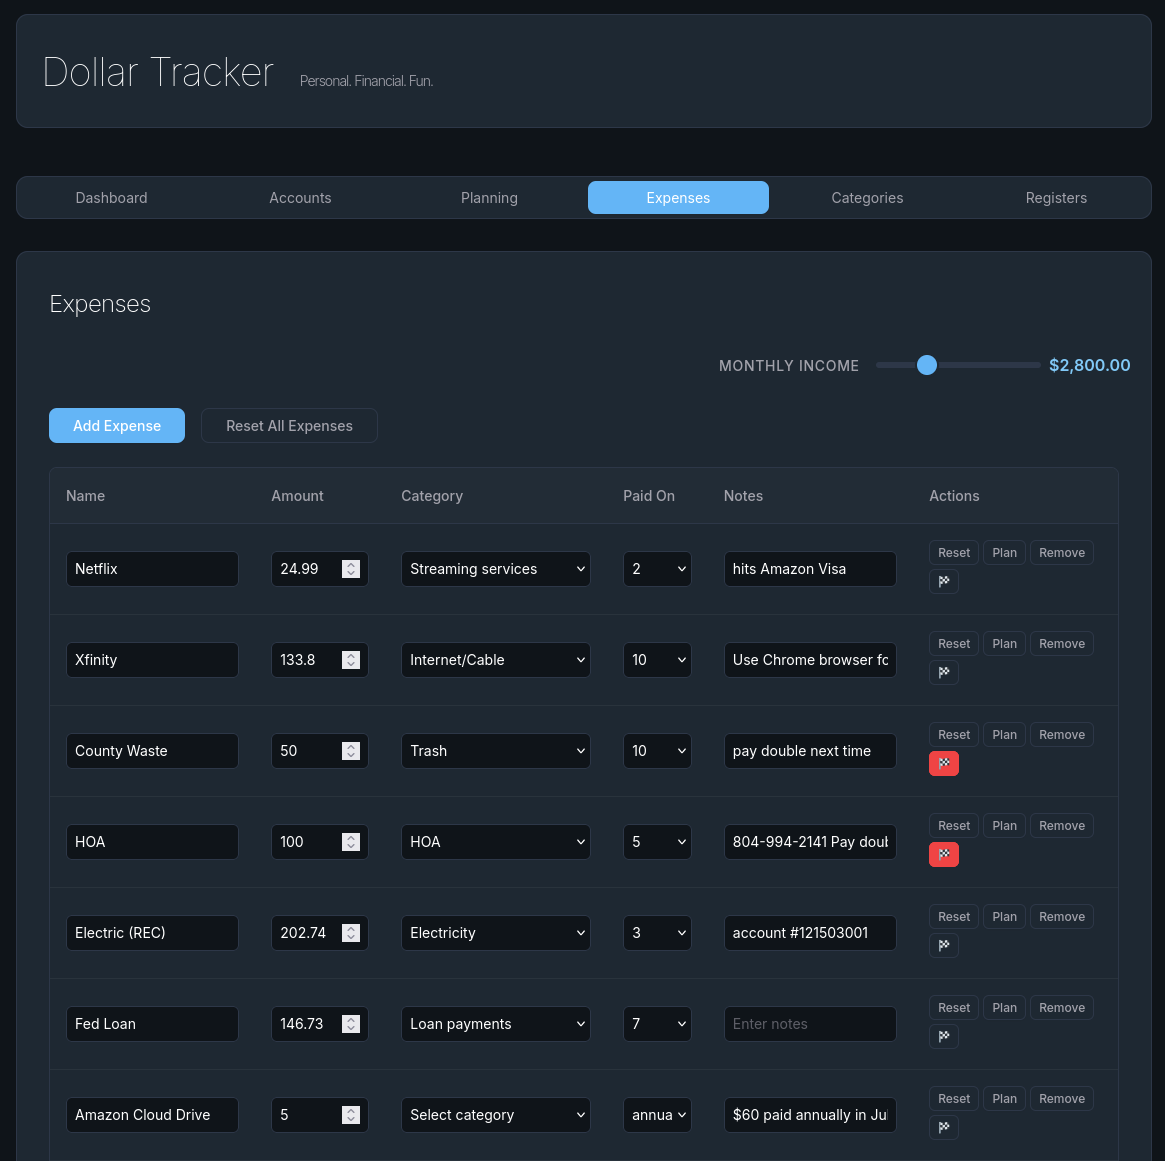 Dollar Tracker Personal. Financial. Fun.
Dashboard Accounts Planning Expenses Categories Registers
Expenses
MONTHLY INCOME $2,800.00
Add Expense Reset All Expenses
Name Amount Category Paid On Notes Actions
Netflix 24.99 Streaming services 2 hits Amazon Visa Reset Plan Remove
Xfinity 133.8 Internet/Cable 10 Use Chrome browser fo Reset Plan Remove
County Waste 50 Trash 10 pay double next time Reset Plan Remove
HOA 100 HOA 5 804-994-2141 Pay doub Reset Plan Remove
Electric (REC) 202.74 Electricity 3 account #121503001 Reset Plan Remove
Fed Loan 146.73 Loan payments 7 Enter notes Reset Plan Remove
Amazon Cloud Drive 5 Select category annua $60 paid annually in Jul Reset Plan Remove